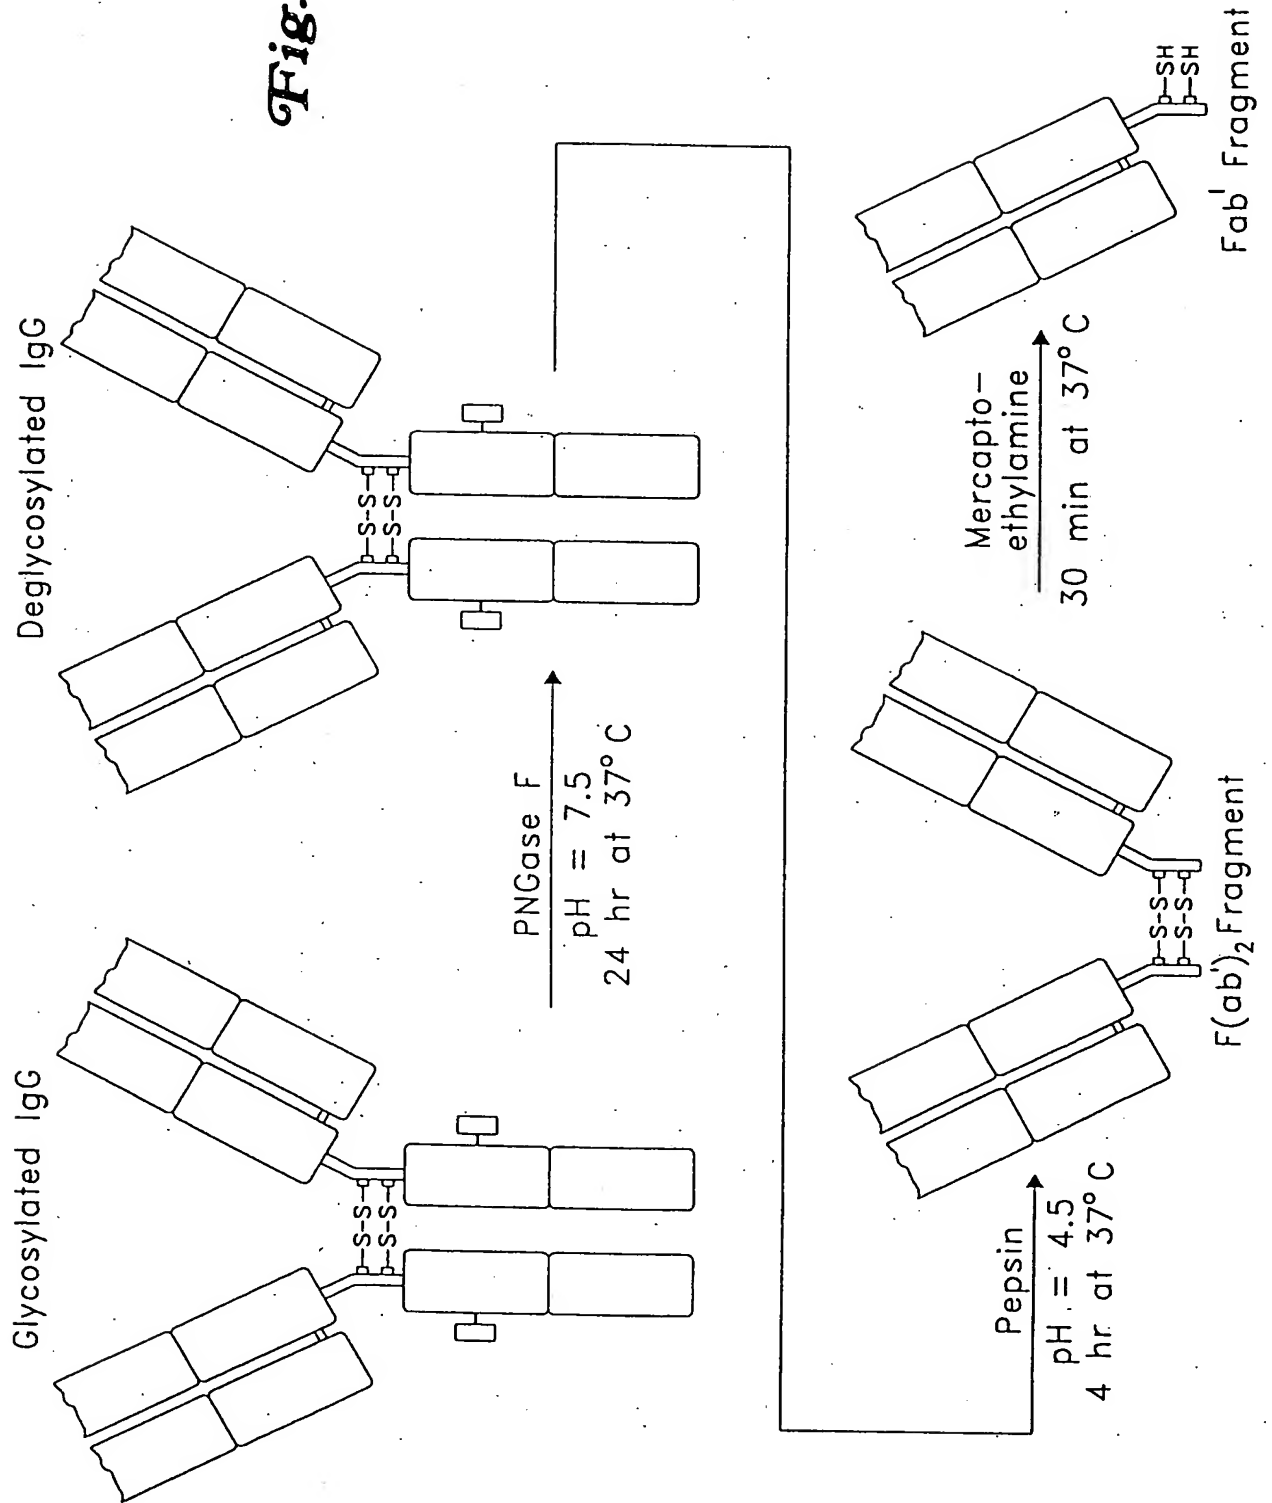 Fig.
Glycosylated IgG
Deglycosylated IgG
S-S
S-S
PNGase F
pH = 7.5
24 hr at 37°C
S-S
S-S
Pepsin
pH = 4.5
4 hr at 37°C
S-S
S-S
F(ab')2 Fragment
Mercapto-
ethylamine
30 min at 37°C
SH
SH
Fab' Fragment